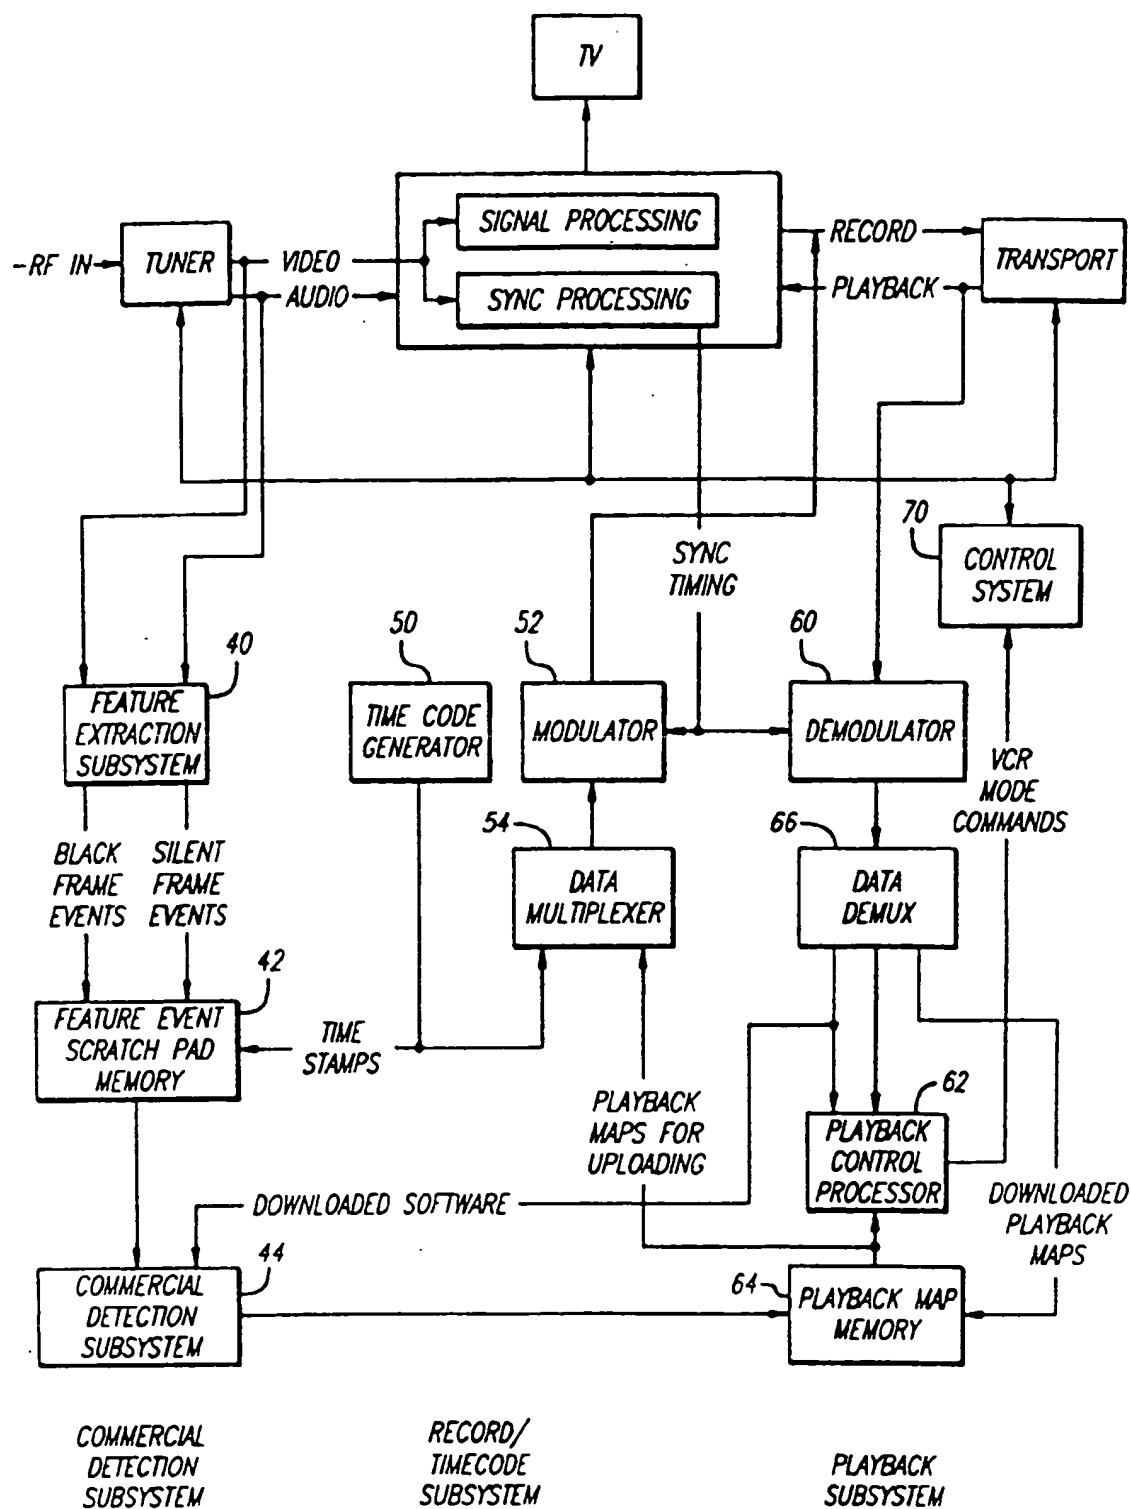 TV
SIGNAL PROCESSING
-RF IN
TUNER
VIDEO
AUDIO
SYNC PROCESSING
RECORD
PLAYBACK
TRANSPORT
SYNC
TIMING
70
CONTROL
SYSTEM
40
FEATURE
EXTRACTION
SUBSYSTEM
50
TIME CODE
GENERATOR
52
MODULATOR
60
DEMODULATOR
VCR
MODE
COMMANDS
BLACK
FRAME
EVENTS
SILENT
FRAME
EVENTS
54
DATA
MULTIPLEXER
66
DATA
DEMUX
42
FEATURE EVENT
SCRATCH PAD
MEMORY
TIME
STAMPS
PLAYBACK
MAPS FOR
UPLOADING
62
PLAYBACK
CONTROL
PROCESSOR
DOWNLOADED
PLAYBACK
MAPS
DOWNLOADED SOFTWARE
44
COMMERCIAL
DETECTION
SUBSYSTEM
64
PLAYBACK MAP
MEMORY
COMMERCIAL
DETECTION
SUBSYSTEM
RECORD/
TIMECODE
SUBSYSTEM
PLAYBACK
SUBSYSTEM